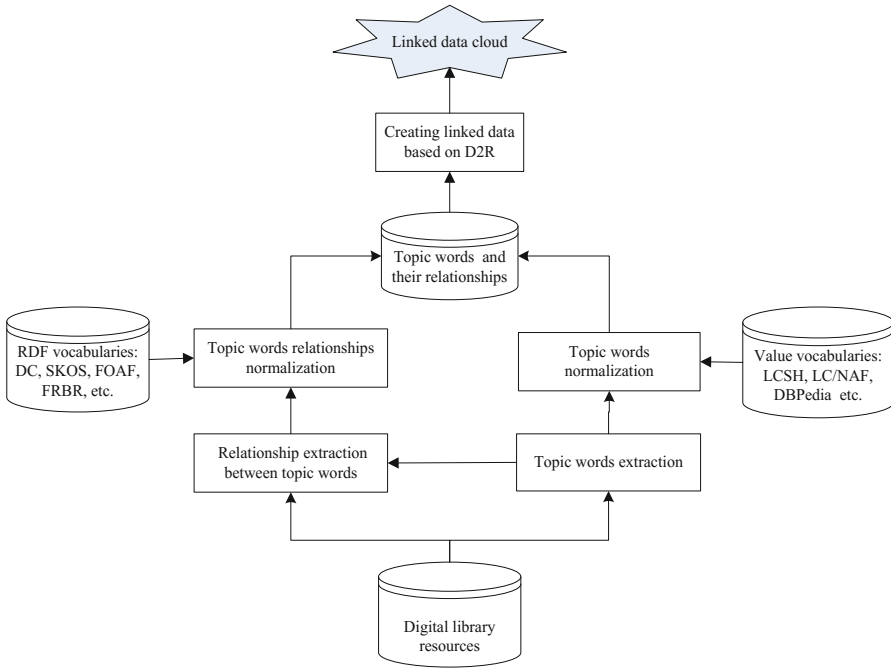 Linked data cloud
Creating linked data
based on D2R
Topic words and
their relationships
RDF vocabularies:
DC, SKOS, FOAF,
FRBR, etc.
Topic words relationships
normalization
Topic words
normalization
Value vocabularies:
LCSH, LC/NAF,
DBPedia etc.
Relationship extraction
between topic words
Topic words extraction
Digital library
resources